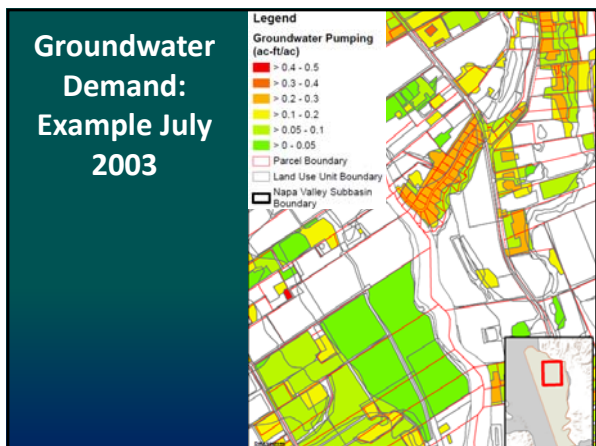 Groundwater
Demand:
Example July
2003
Legend
Groundwater Pumping
(ac-ft/ac)
> 0.4 - 0.5
> 0.3 - 0.4
> 0.2 - 0.3
> 0.1 - 0.2
> 0.05 - 0.1
> 0 - 0.05
Parcel Boundary
Land Use Unit Boundary
Napa Valley Subbasin
Boundary